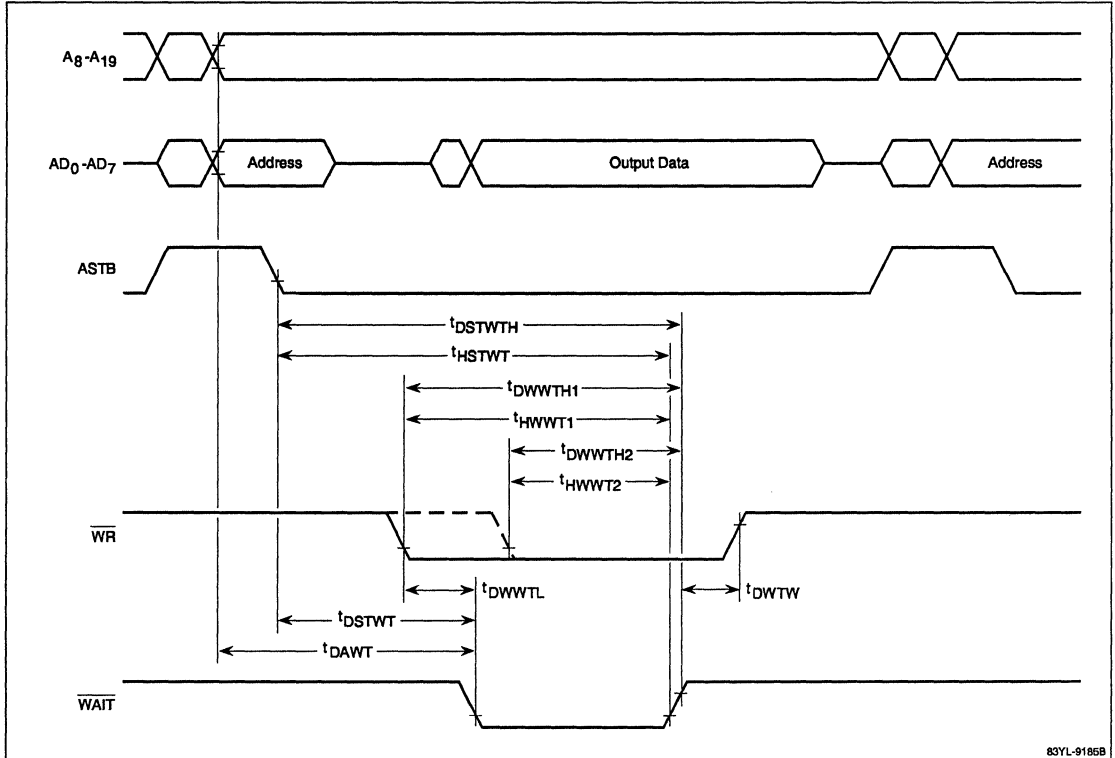 A8-A19
AD0-AD7 Address Output Data Address
ASTB
tDSTWTH
tHSTWT
tDWWTH1
tHWWT1
tDWWTH2
tHWWT2
WR
tDWWTL tDWTW
tDSTWT
tDAWT
WAIT
83YL-9185B